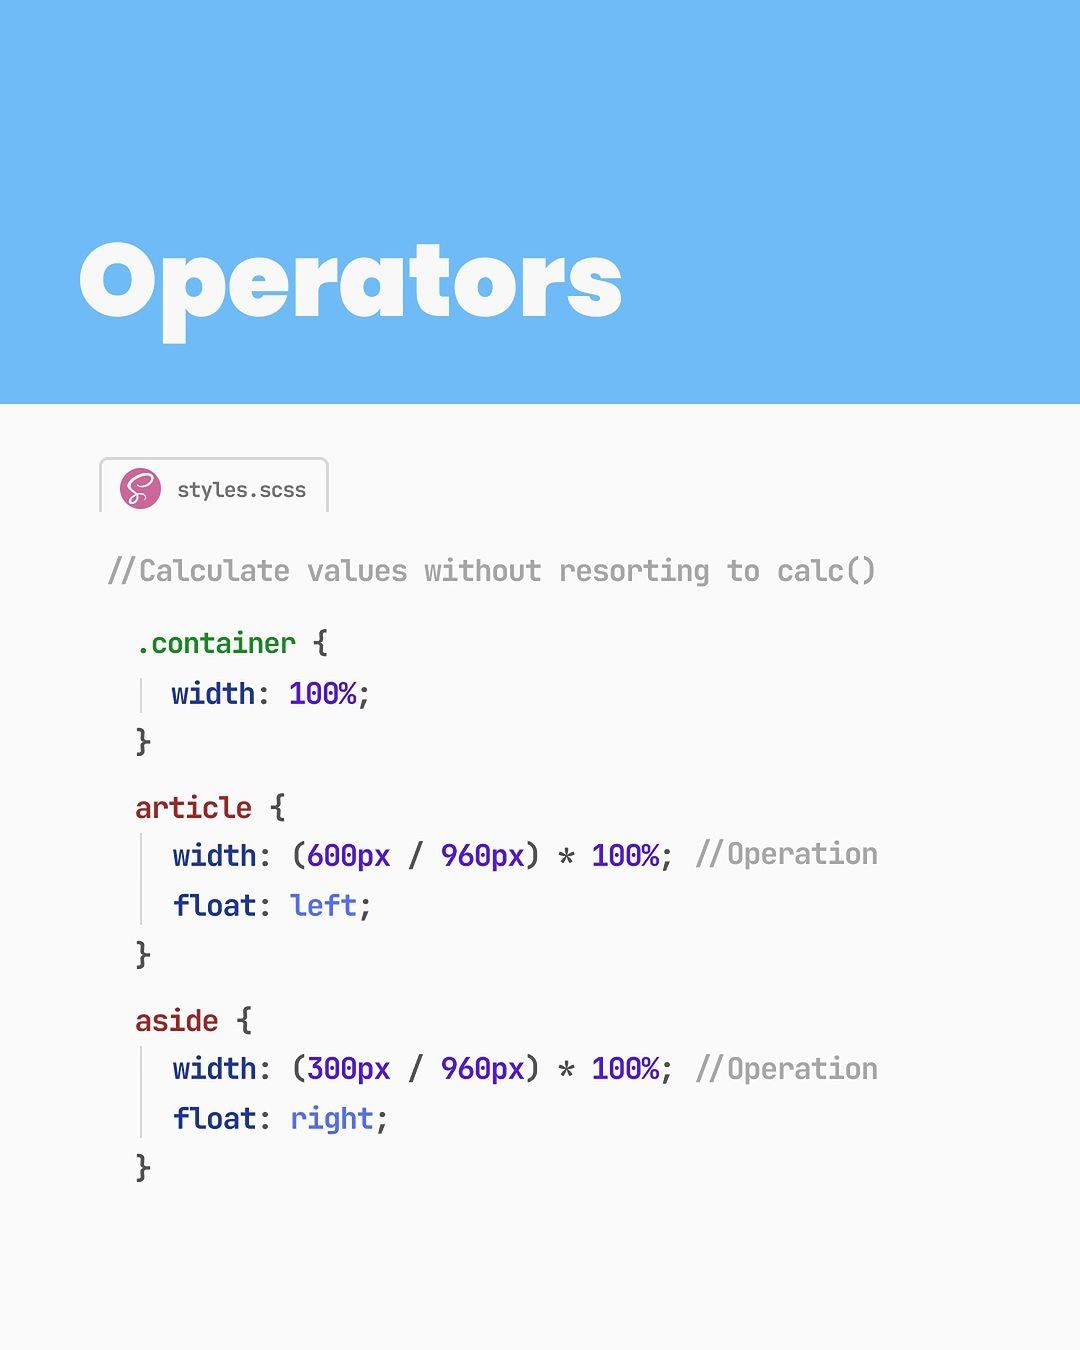 Operators
styles.scss
//Calculate values without resorting to calc()
.container {
width: 100%;
}
article {
width: (600px / 960px) * 100%; //Operation
float: left;
}
aside {
width: (300px / 960px) * 100%; //Operation
float: right;
}